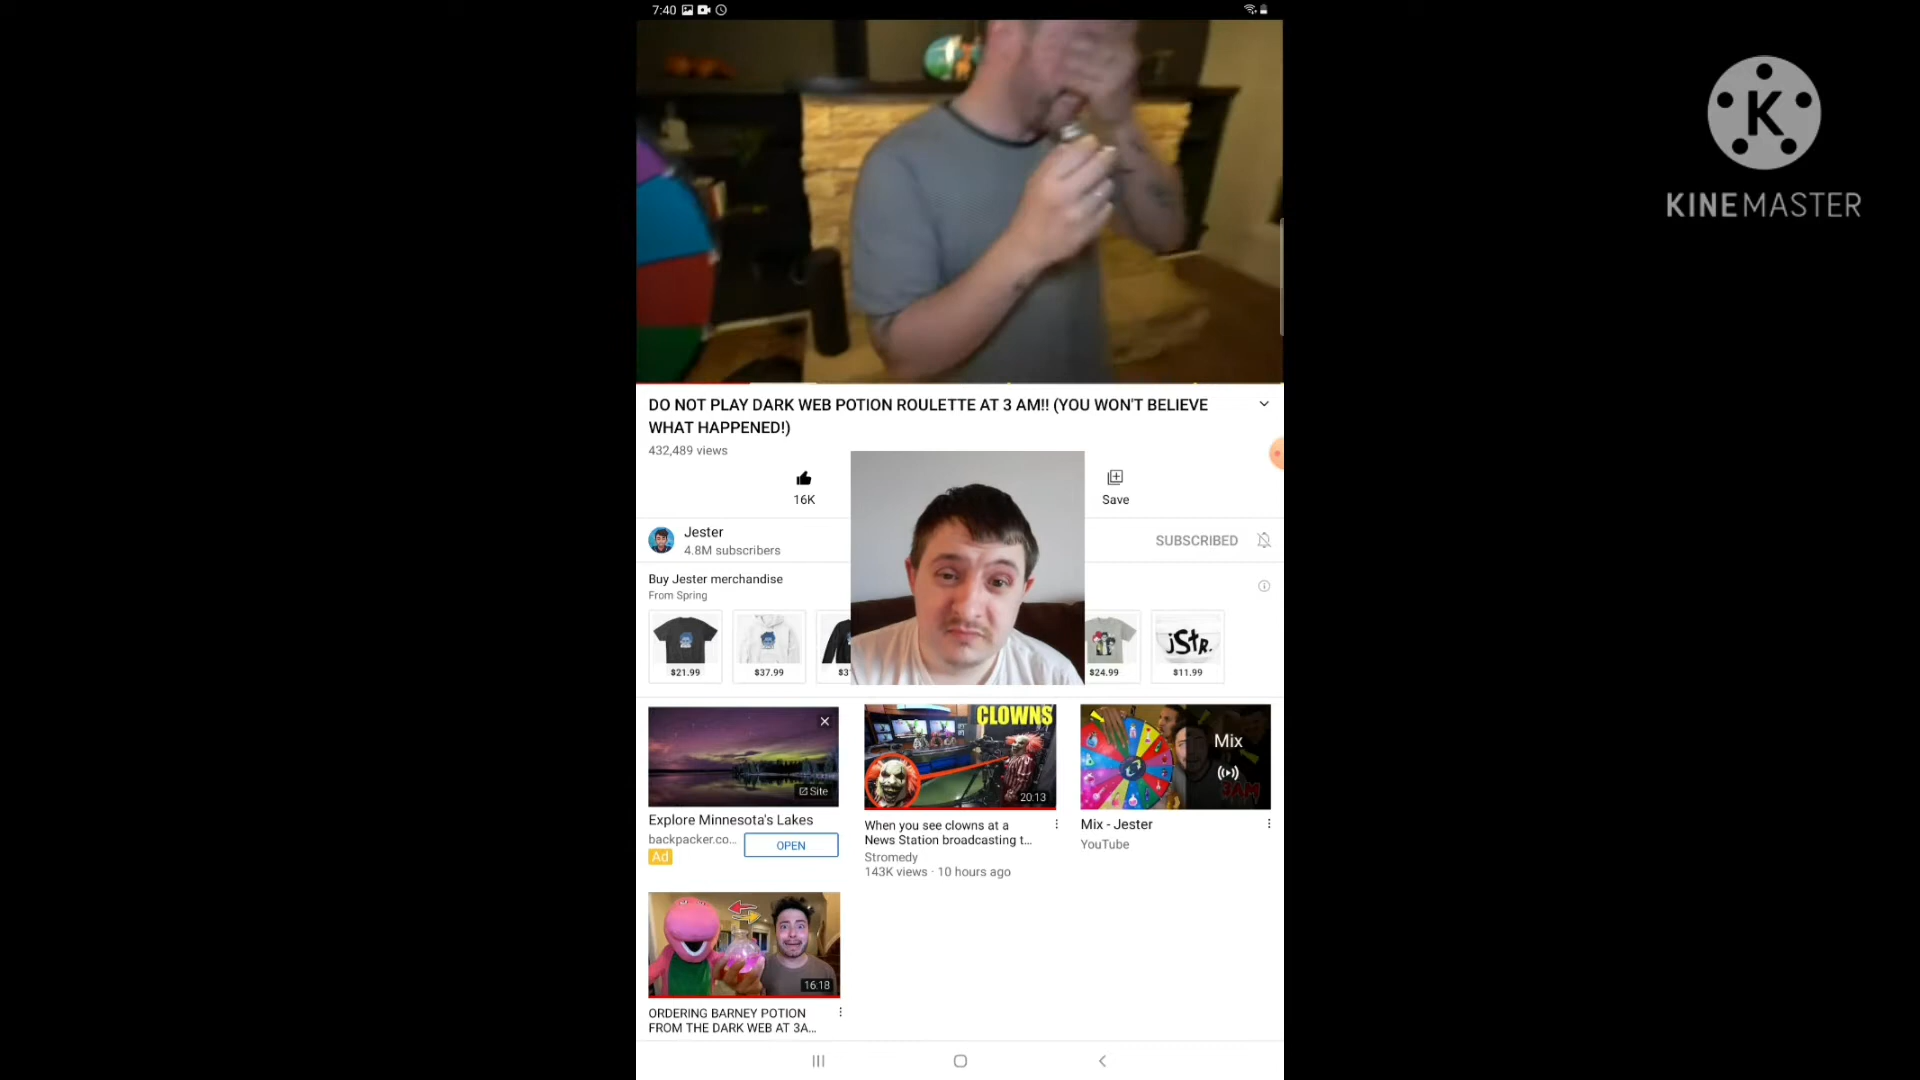 7:40
KINEMASTER
DO NOT PLAY DARK WEB POTION ROULETTE AT 3 AM!! (YOU WON'T BELIEVE
WHAT HAPPENED!)
432,489 views
16K
Save
Jester
4.8M subscribers
SUBSCRIBED
Buy Jester merchandise
From Spring
$21.99
$37.99
$3
$24.99
jStR.
$11.99
Site
Explore Minnesota's Lakes
backpacker.co...
Ad
OPEN
CLOWNS
20:13
When you see clowns at a
News Station broadcasting t...
Stromedy
143K views · 10 hours ago
Mix
3AM
Mix - Jester
YouTube
16:18
ORDERING BARNEY POTION
FROM THE DARK WEB AT 3A...